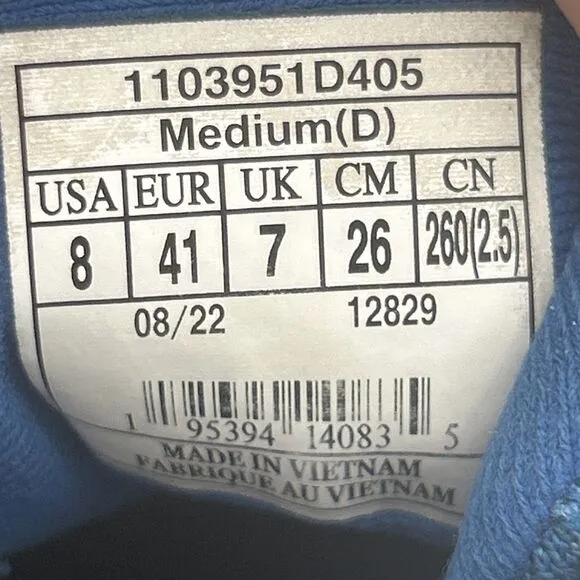 1103951D405
Medium(D)
USA EUR UK CM CN
8 41 7 26 260(2.5)
08/22 12829
1 95394 14083 5
MADE IN VIETNAM
FABRIQUE AU VIETNAM